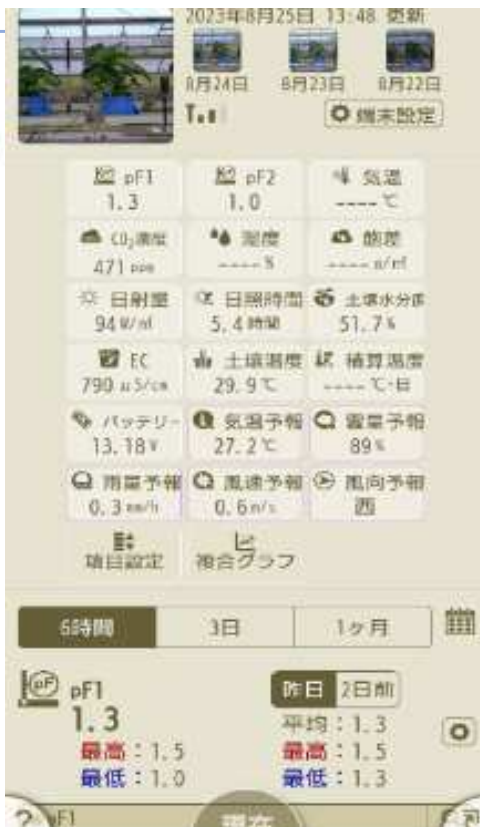 2023年8月25日 13:48 更新
8月24日 8月23日 8月22日
端末設定
pF1 pF2 気温
1.3 1.0 ----℃
CO₂濃度 湿度 飽差
471 ppm ----% ----g/㎥
日射量 日照時間 土壌水分度
94 W/㎡ 5.4 時間 51.7%
EC 土壌温度 積算温度
790 μS/cm 29.9℃ ----℃·日
バッテリー 気温予報 雲量予報
13.18V 27.2℃ 89%
雨量予報 風速予報 風向予報
0.3mm/h 0.6m/s 西
項目設定 複合グラフ
6時間 3日 1ヶ月
pF pF1 昨日 2日前
1.3 平均：1.3
最高：1.5 最高：1.5
最低：1.0 最低：1.3
? pF1 現在